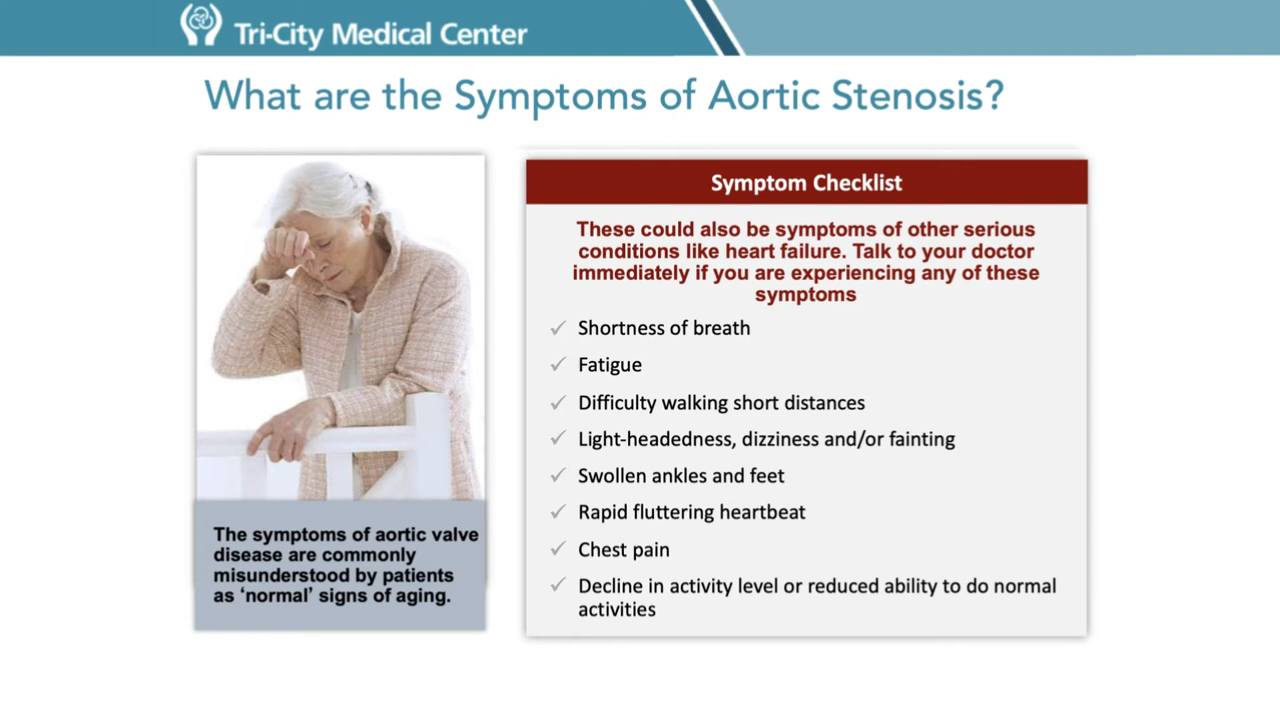 Tri-City Medical Center
What are the Symptoms of Aortic Stenosis?
The symptoms of aortic valve
disease are commonly
misunderstood by patients
as ‘normal’ signs of aging.
Symptom Checklist
These could also be symptoms of other serious
conditions like heart failure. Talk to your doctor
immediately if you are experiencing any of these
symptoms
✓ Shortness of breath
✓ Fatigue
✓ Difficulty walking short distances
✓ Light-headedness, dizziness and/or fainting
✓ Swollen ankles and feet
✓ Rapid fluttering heartbeat
✓ Chest pain
✓ Decline in activity level or reduced ability to do normal
activities